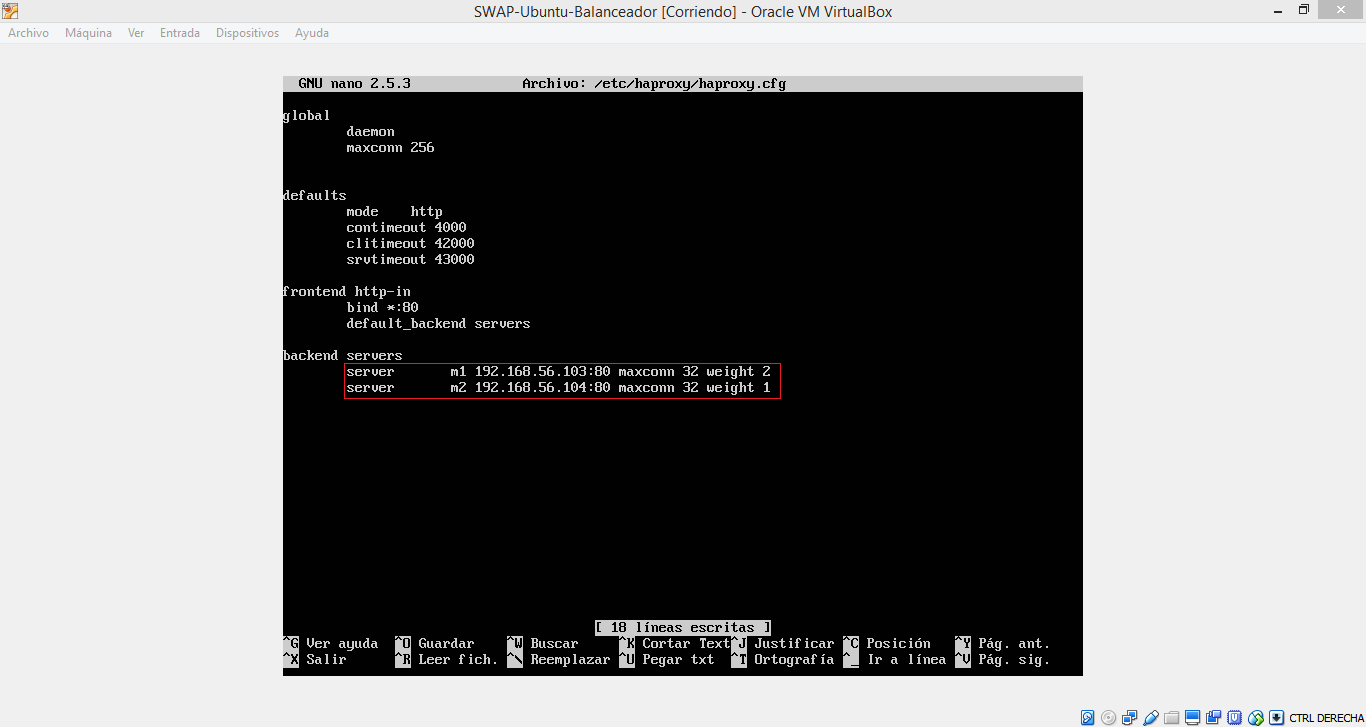 SWAP-Ubuntu-Balanceador [Corriendo] - Oracle VM VirtualBox
Archivo Máquina Ver Entrada Dispositivos Ayuda
GNU nano 2.5.3 Archivo: /etc/haproxy/haproxy.cfg
global
daemon
maxconn 256
defaults
mode http
contimeout 4000
clitimeout 42000
srvtimeout 43000
frontend http-in
bind *:80
default_backend servers
backend servers
server m1 192.168.56.103:80 maxconn 32 weight 2
server m2 192.168.56.104:80 maxconn 32 weight 1
[ 18 líneas escritas ]
^G Ver ayuda ^O Guardar ^W Buscar ^K Cortar Text ^J Justificar ^C Posición ^Y Pág. ant.
^X Salir ^R Leer fich. ^\ Reemplazar ^U Pegar txt ^T Ortografía ^_ Ir a línea ^V Pág. sig.
CTRL DERECHA